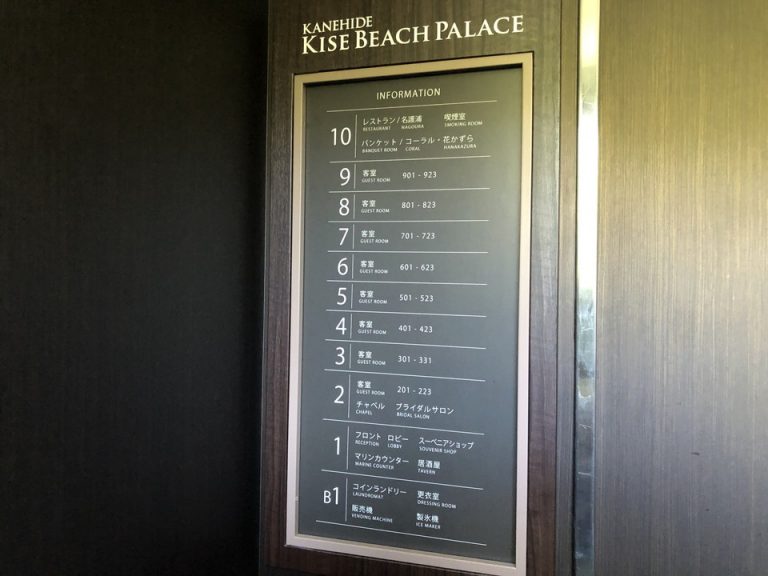 KANEHIDE
KISE BEACH PALACE
INFORMATION
10
レストラン / 名護浦 喫煙室
RESTAURANT NAGOURA SMOKING ROOM
バンケット / コーラル・花かずら
BANQUET ROOM CORAL HANAKAZURA
9 客室 901 - 923
GUEST ROOM
8 客室 801 - 823
GUEST ROOM
7 客室 701 - 723
GUEST ROOM
6 客室 601 - 623
GUEST ROOM
5 客室 501 - 523
GUEST ROOM
4 客室 401 - 423
GUEST ROOM
3 客室 301 - 331
GUEST ROOM
2 客室 201 - 223
GUEST ROOM
チャペル ブライダルサロン
CHAPEL BRIDAL SALON
1
フロント ロビー スーベニアショップ
RECEPTION LOBBY SOUVENIR SHOP
マリンカウンター 居酒屋
MARINE COUNTER TAVERN
B1
コインランドリー 更衣室
LAUNDROMAT DRESSING ROOM
販売機 製氷機
VENDING MACHINE ICE MAKER